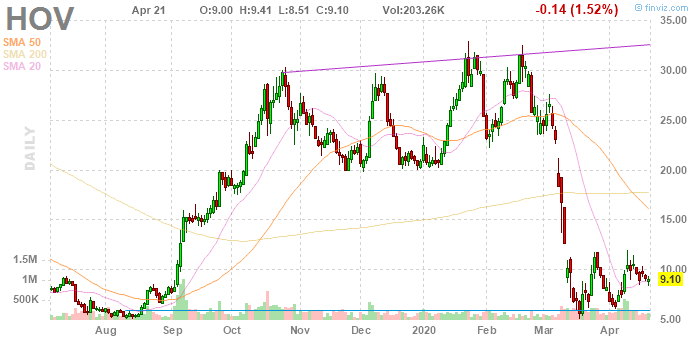 HOV
Apr 21 O:9.00 H:9.41 L:8.51 C:9.10 Vol:203.26K -0.14 (1.52%)
© finviz.com
SMA 50
SMA 200
SMA 20
DAILY
35.00
30.00
25.00
20.00
15.00
10.00
9.10
5.00
1.5M
1M
500K
Aug Sep Oct Nov Dec 2020 Feb Mar Apr